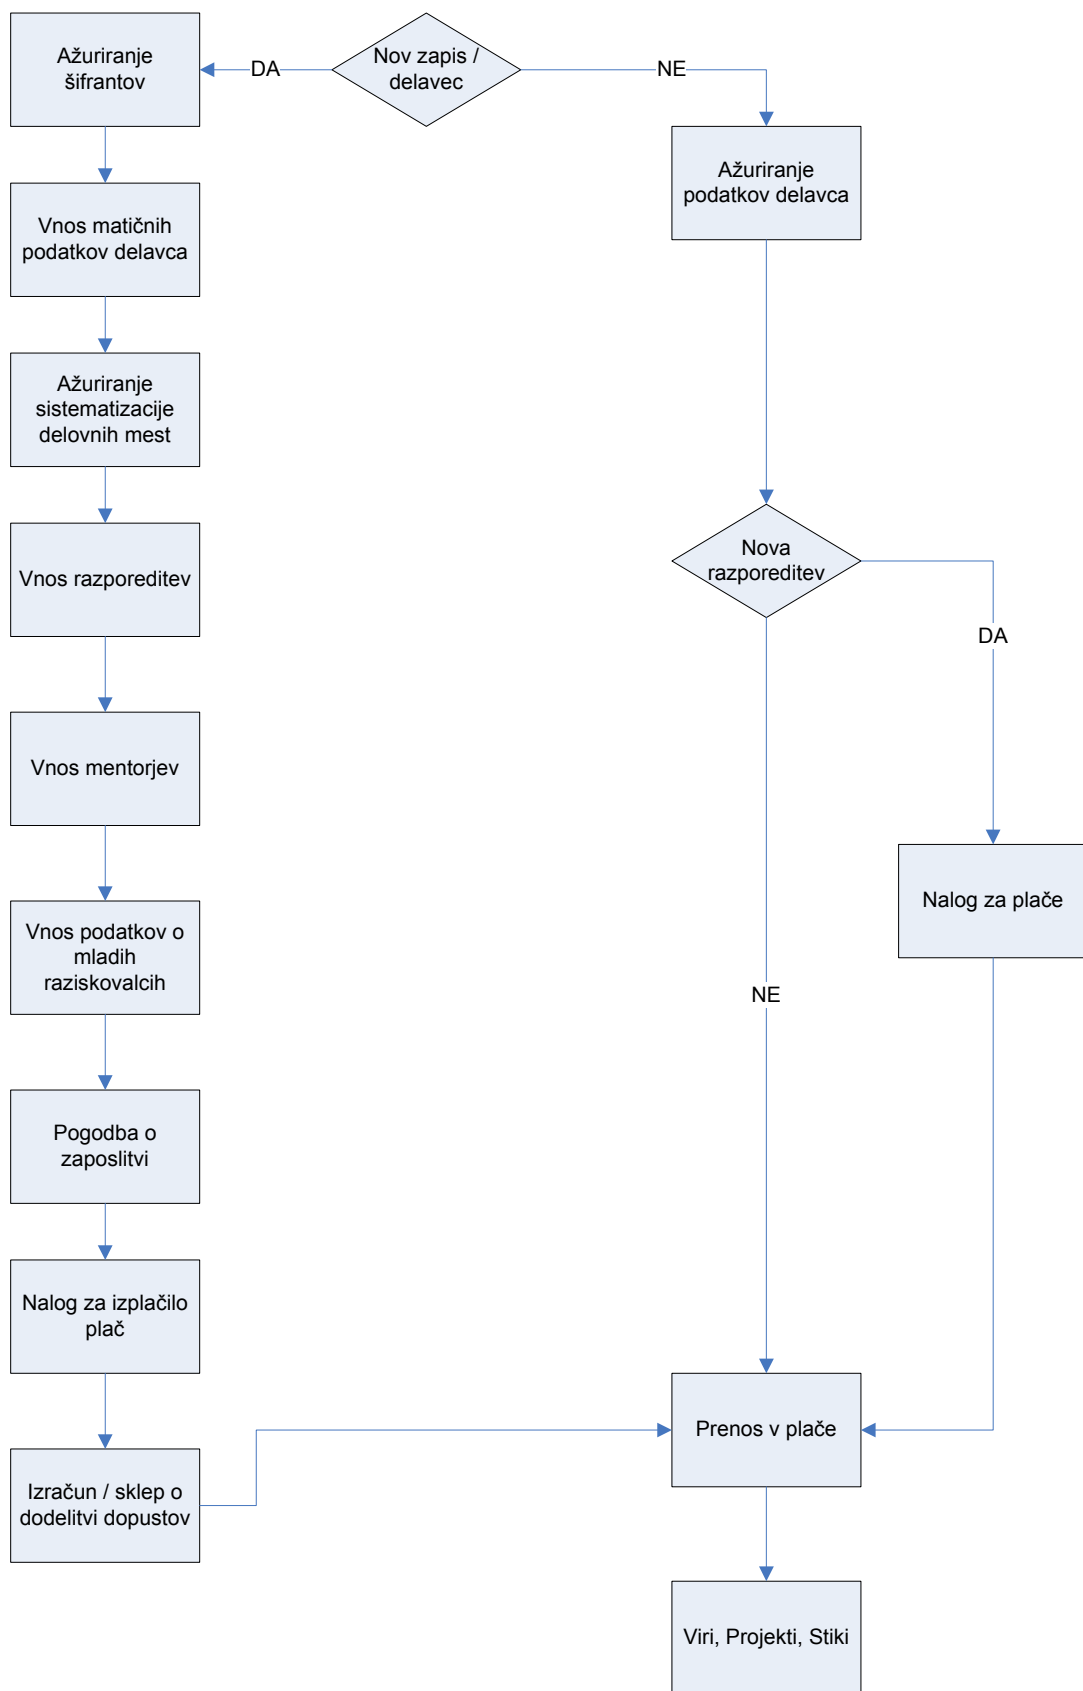 Ažuriranje
šifrantov
DA
Nov zapis /
delavec
NE
Ažuriranje
podatkov delavca
Vnos matičnih
podatkov delavca
Ažuriranje
sistematizacije
delovnih mest
Vnos razporeditev
Nova
razporeditev
DA
Vnos mentorjev
Nalog za plače
Vnos podatkov o
mladih
raziskovalcih
NE
Pogodba o
zaposlitvi
Nalog za izplačilo
plač
Prenos v plače
Izračun / sklep o
dodelitvi dopustov
Viri, Projekti, Stiki